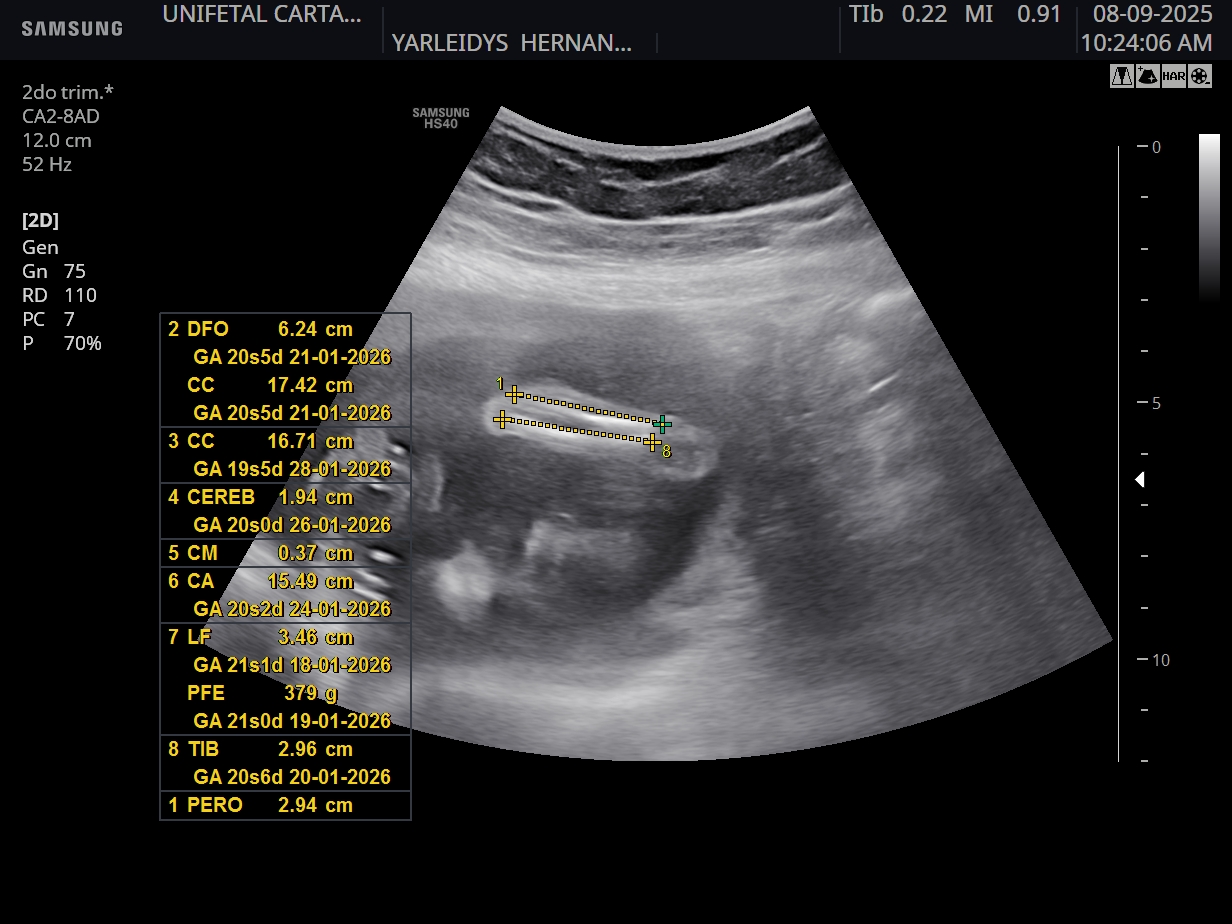 SAMSUNG
UNIFETAL CARTA...
YARLEIDYS HERNAN...
TIb 0.22 MI 0.91
08-09-2025
10:24:06 AM
HAR
2do trim.*
CA2-8AD
12.0 cm
52 Hz
[2D]
Gen
Gn 75
RD 110
PC 7
P 70%
SAMSUNG
HS40
0
5
10
1
8
2 DFO 6.24 cm
GA 20s5d 21-01-2026
CC 17.42 cm
GA 20s5d 21-01-2026
3 CC 16.71 cm
GA 19s5d 28-01-2026
4 CEREB 1.94 cm
GA 20s0d 26-01-2026
5 CM 0.37 cm
6 CA 15.49 cm
GA 20s2d 24-01-2026
7 LF 3.46 cm
GA 21s1d 18-01-2026
PFE 379 g
GA 21s0d 19-01-2026
8 TIB 2.96 cm
GA 20s6d 20-01-2026
1 PERO 2.94 cm